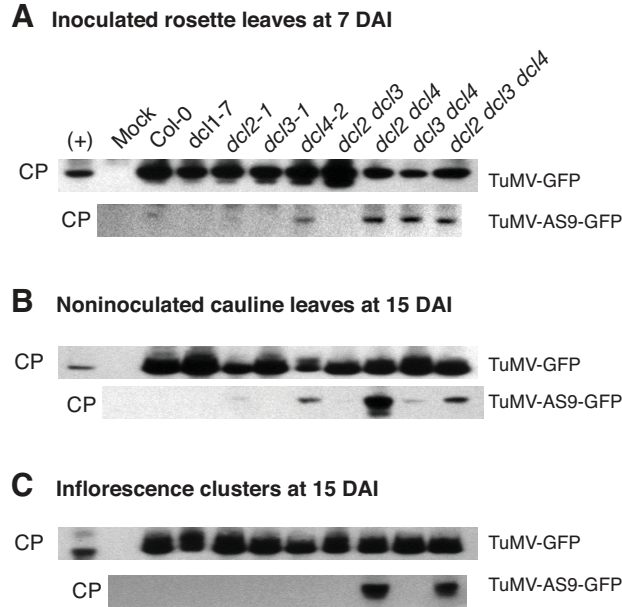 A Inoculated rosette leaves at 7 DAI
(+) Mock Col-0 dcl1-7 dcl2-1 dcl3-1 dcl4-2 dcl2 dcl3 dcl2 dcl4 dcl3 dcl4 dcl2 dcl3 dcl4
CP TuMV-GFP
CP TuMV-AS9-GFP
B Noninoculated cauline leaves at 15 DAI
CP TuMV-GFP
CP TuMV-AS9-GFP
C Inflorescence clusters at 15 DAI
CP TuMV-GFP
CP TuMV-AS9-GFP